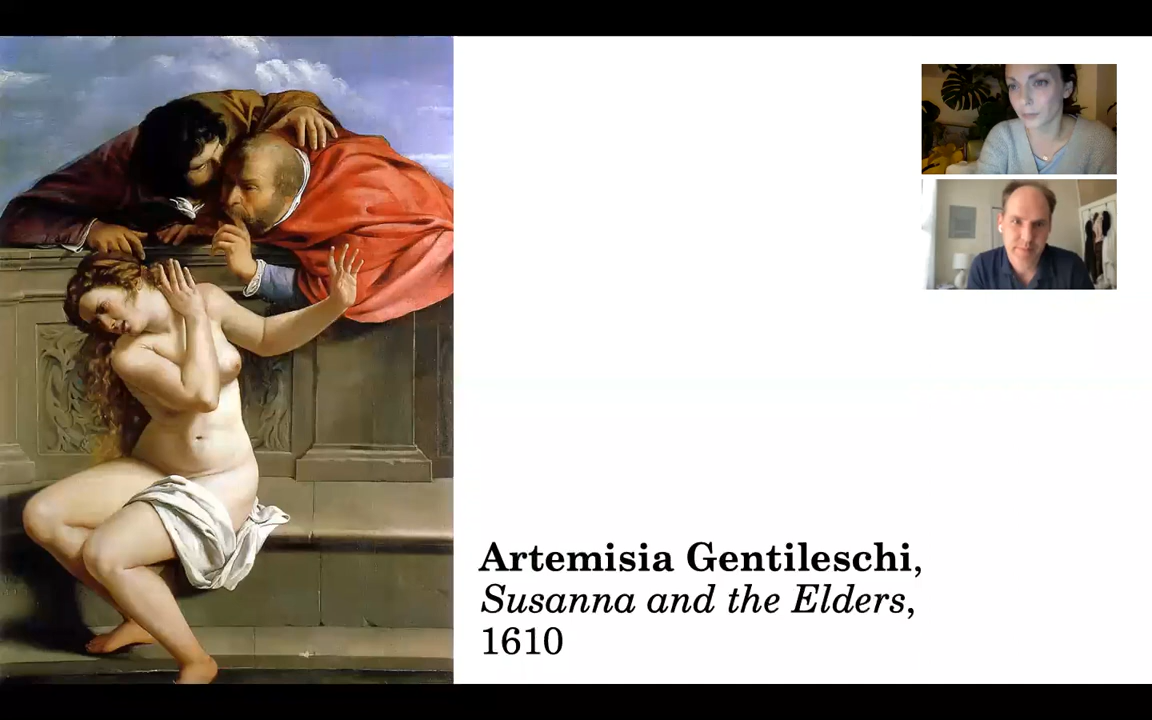 Artemisia Gentileschi,
Susanna and the Elders,
1610